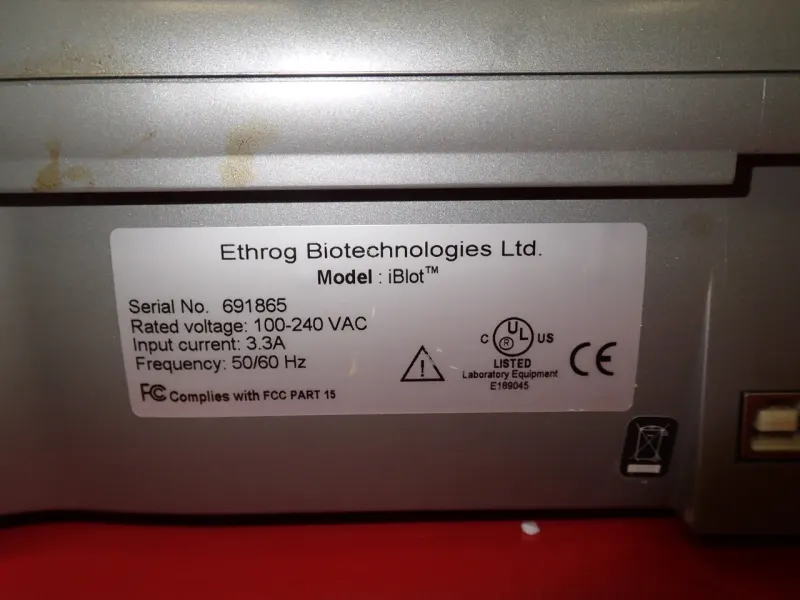 Ethrog Biotechnologies Ltd.
Model : iBlot™
Serial No. 691865
Rated voltage: 100-240 VAC
Input current: 3.3A
Frequency: 50/60 Hz
FC Complies with FCC PART 15
C UL US
®
LISTED
Laboratory Equipment
E189045
CE